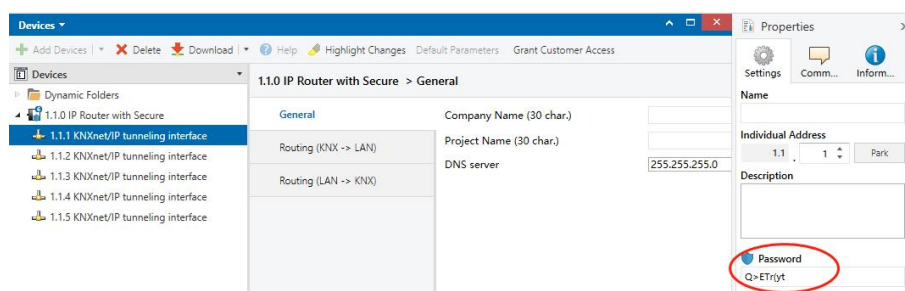 Devices
Add Devices
Delete
Download
Help
Highlight Changes
Default Parameters
Grant Customer Access
Devices
Dynamic Folders
1.1.0 IP Router with Secure
1.1.1 KNXnet/IP tunneling interface
1.1.2 KNXnet/IP tunneling interface
1.1.3 KNXnet/IP tunneling interface
1.1.4 KNXnet/IP tunneling interface
1.1.5 KNXnet/IP tunneling interface
1.1.0 IP Router with Secure > General
General
Routing (KNX -> LAN)
Routing (LAN -> KNX)
Company Name (30 char.)
Project Name (30 char.)
DNS server
255.255.255.0
Properties
Settings
Comm...
Inform...
Name
Individual Address
1.1 . 1
Park
Description
Password
Q>ETr(yt